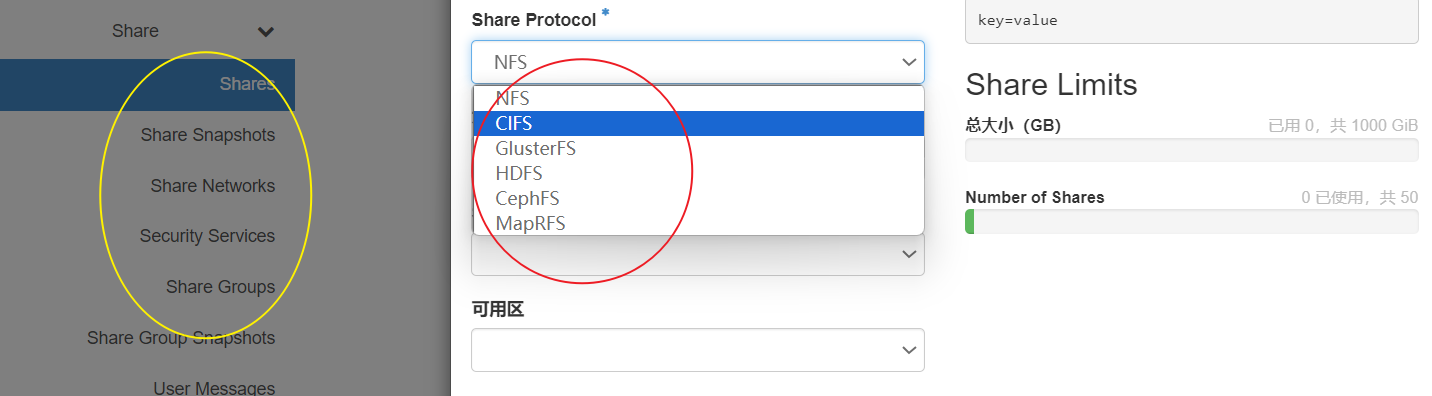 Share
Shares
Share Snapshots
Share Networks
Security Services
Share Groups
Share Group Snapshots
User Messages
Share Protocol *
NFS
NFS
CIFS
GlusterFS
HDFS
CephFS
MapRFS
可用区
key=value
Share Limits
总大小（GB） 已用 0，共 1000 GiB
Number of Shares 0 已使用，共 50